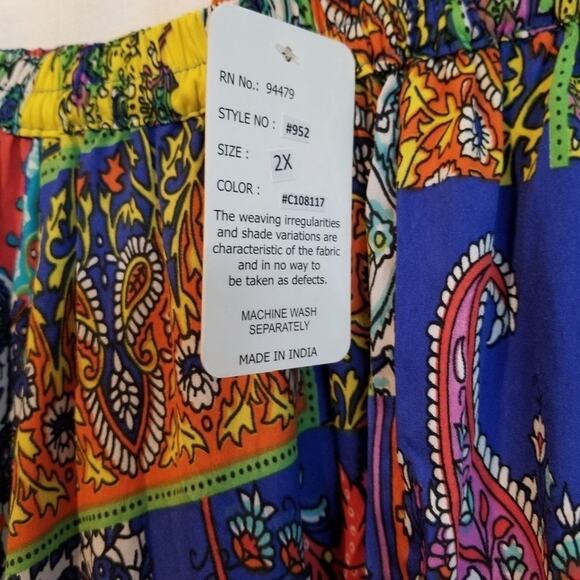 RN No.: 94479
STYLE NO : #952
SIZE : 2X
COLOR : #C108117
The weaving irregularities
and shade variations are
characteristic of the fabric
and in no way to
be taken as defects.
MACHINE WASH
SEPARATELY
MADE IN INDIA